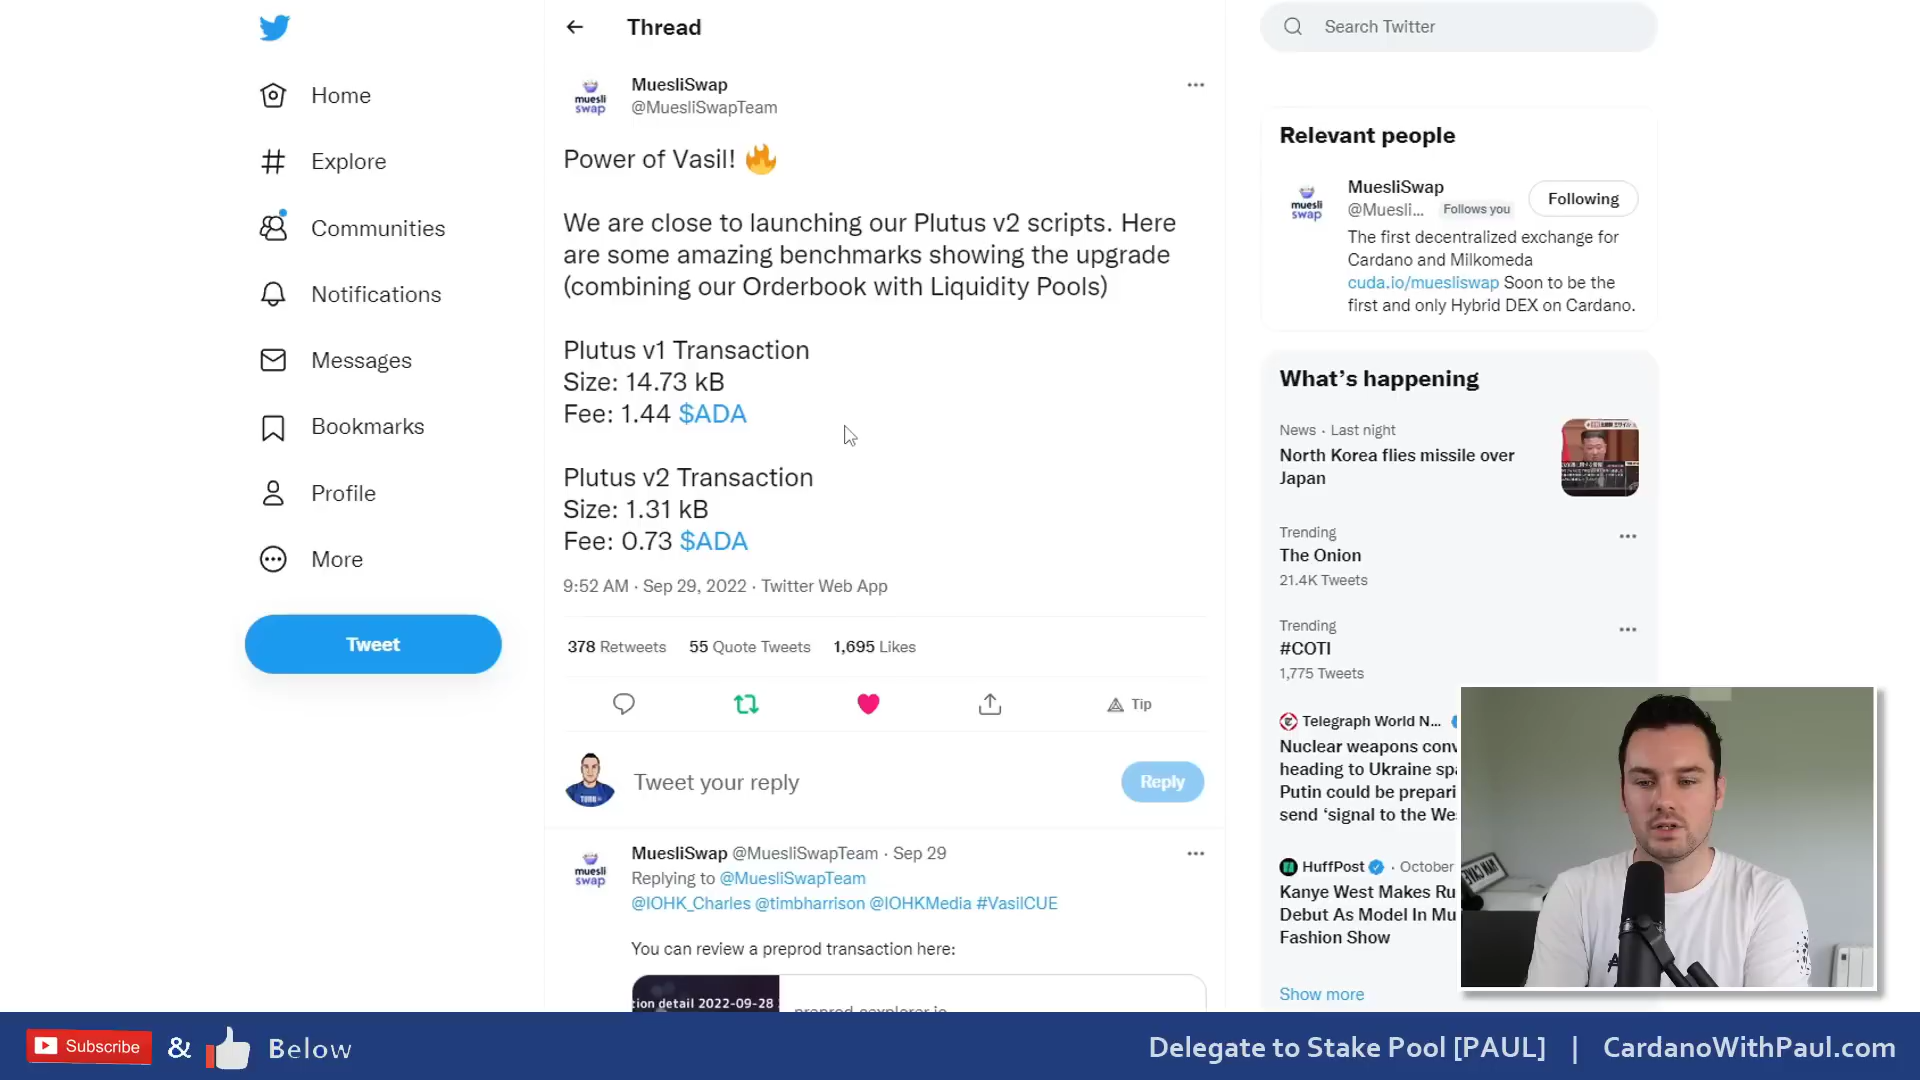 Home
Explore
Communities
Notifications
Messages
Bookmarks
Profile
More
Tweet
Thread
muesli
swap
MuesliSwap
@MuesliSwapTeam
Power of Vasil! 🔥
We are close to launching our Plutus v2 scripts. Here
are some amazing benchmarks showing the upgrade
(combining our Orderbook with Liquidity Pools)
Plutus v1 Transaction
Size: 14.73 kB
Fee: 1.44 $ADA
Plutus v2 Transaction
Size: 1.31 kB
Fee: 0.73 $ADA
9:52 AM · Sep 29, 2022 · Twitter Web App
378 Retweets 55 Quote Tweets 1,695 Likes
Tip
Tweet your reply
Reply
muesli
swap
MuesliSwap @MuesliSwapTeam · Sep 29
Replying to @MuesliSwapTeam
@IOHK_Charles @timbharrison @IOHKMedia #VasilCUE
You can review a preprod transaction here:
tion detail 2022-09-28
Search Twitter
Relevant people
muesli
swap
MuesliSwap
@Muesli... Follows you
Following
The first decentralized exchange for
Cardano and Milkomeda
cuda.io/muesliswap Soon to be the
first and only Hybrid DEX on Cardano.
What's happening
News · Last night
North Korea flies missile over
Japan
Trending
The Onion
21.4K Tweets
Trending
#COTI
1,775 Tweets
Telegraph World N...
Nuclear weapons conv
heading to Ukraine sp
Putin could be prepari
send 'signal to the We
HuffPost · October
Kanye West Makes Ru
Debut As Model In Mu
Fashion Show
Show more
Subscribe & Below
Delegate to Stake Pool [PAUL] | CardanoWithPaul.com